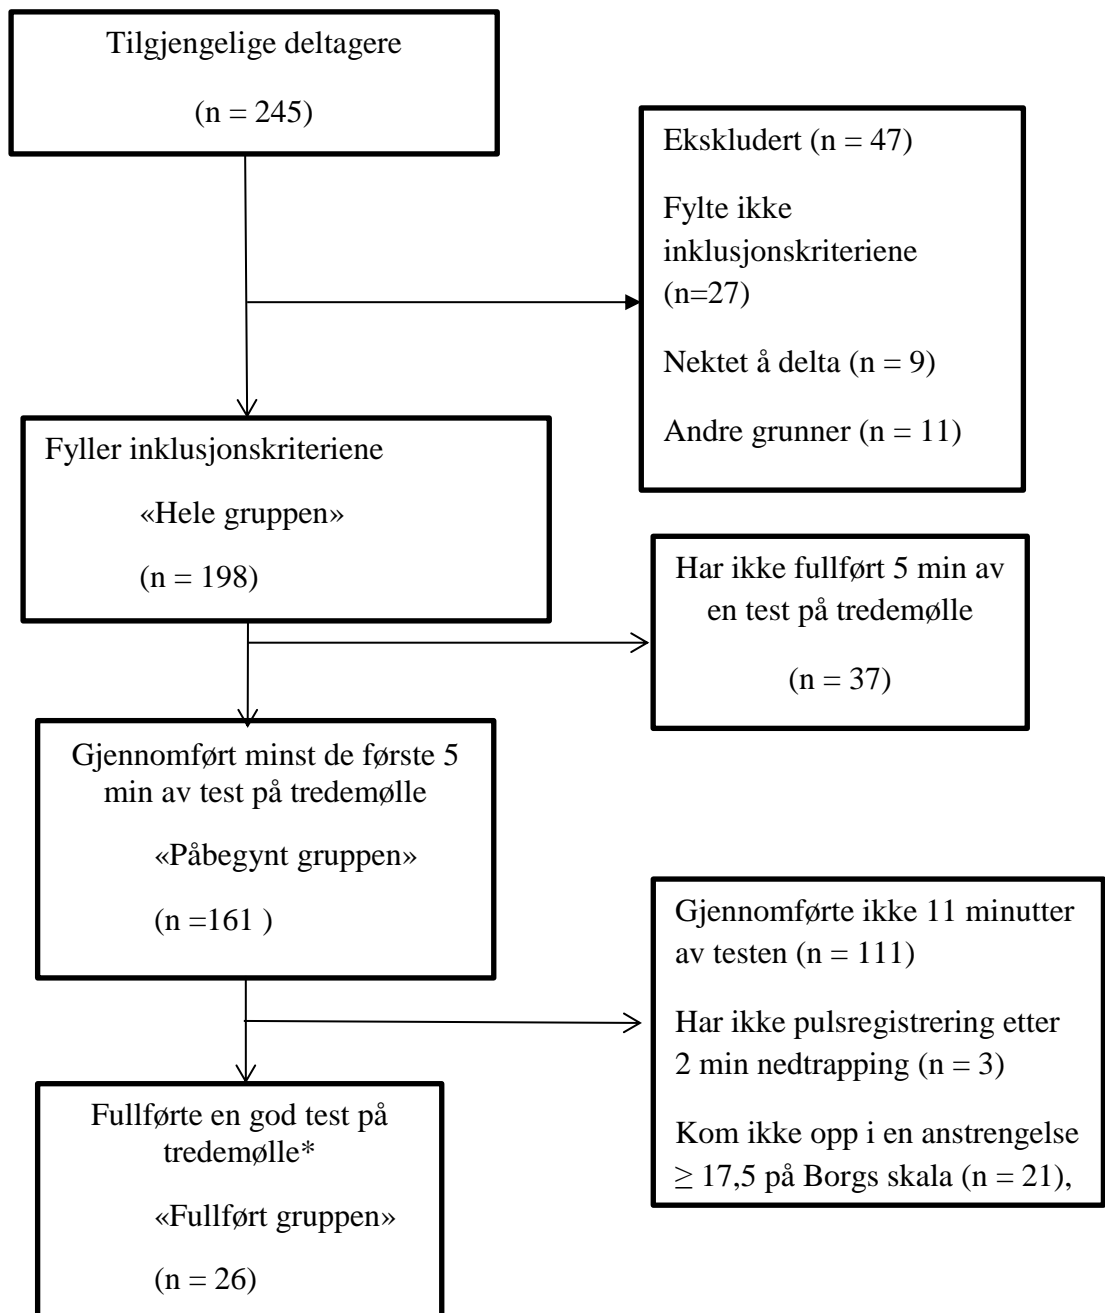 Tilgjengelige deltagere
(n = 245)
Ekskludert (n = 47)
Fylte ikke
inklusjonskriteriene
(n=27)
Nektet å delta (n = 9)
Andre grunner (n = 11)
Fyller inklusjonskriteriene
«Hele gruppen»
(n = 198)
Har ikke fullført 5 min av
en test på tredemølle
(n = 37)
Gjennomført minst de første 5
min av test på tredemølle
«Påbegynt gruppen»
(n =161 )
Gjennomførte ikke 11 minutter
av testen (n = 111)
Har ikke pulsregistrering etter
2 min nedtrapping (n = 3)
Kom ikke opp i en anstrengelse
≥ 17,5 på Borgs skala (n = 21),
Fullførte en god test på
tredemølle*
«Fullført gruppen»
(n = 26)